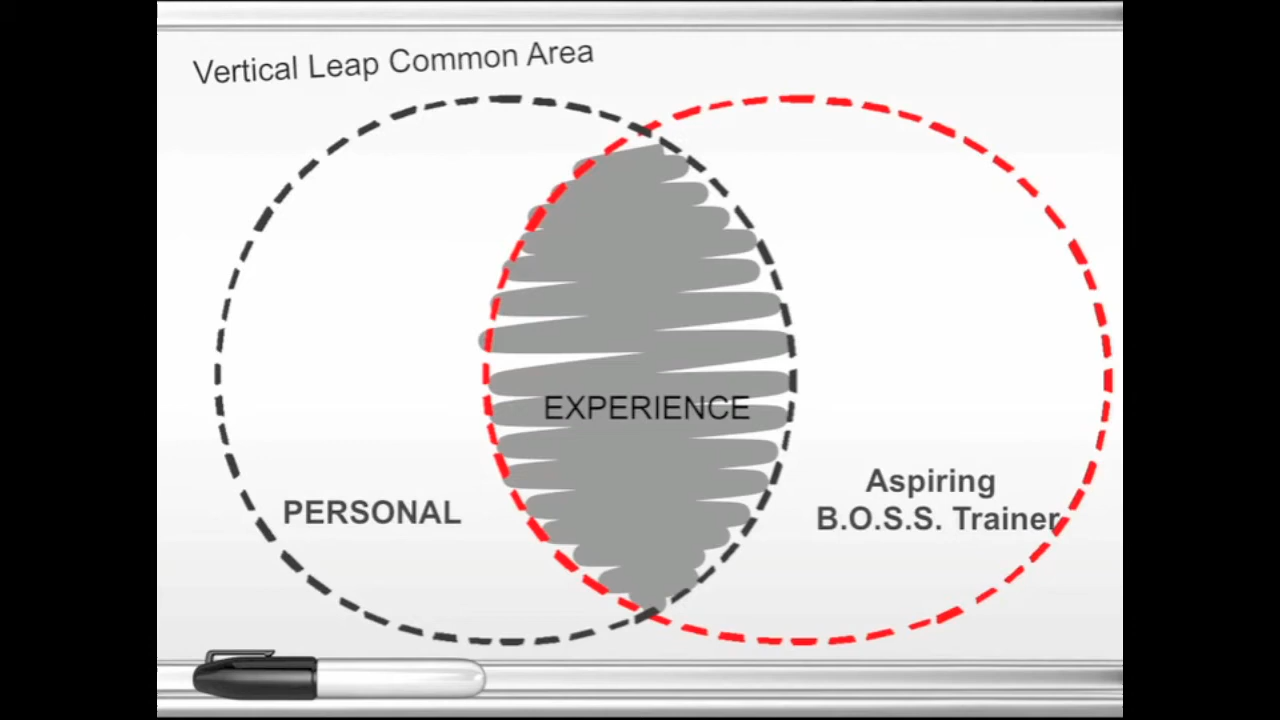 Vertical Leap Common Area
EXPERIENCE
PERSONAL
Aspiring
B.O.S.S. Trainer